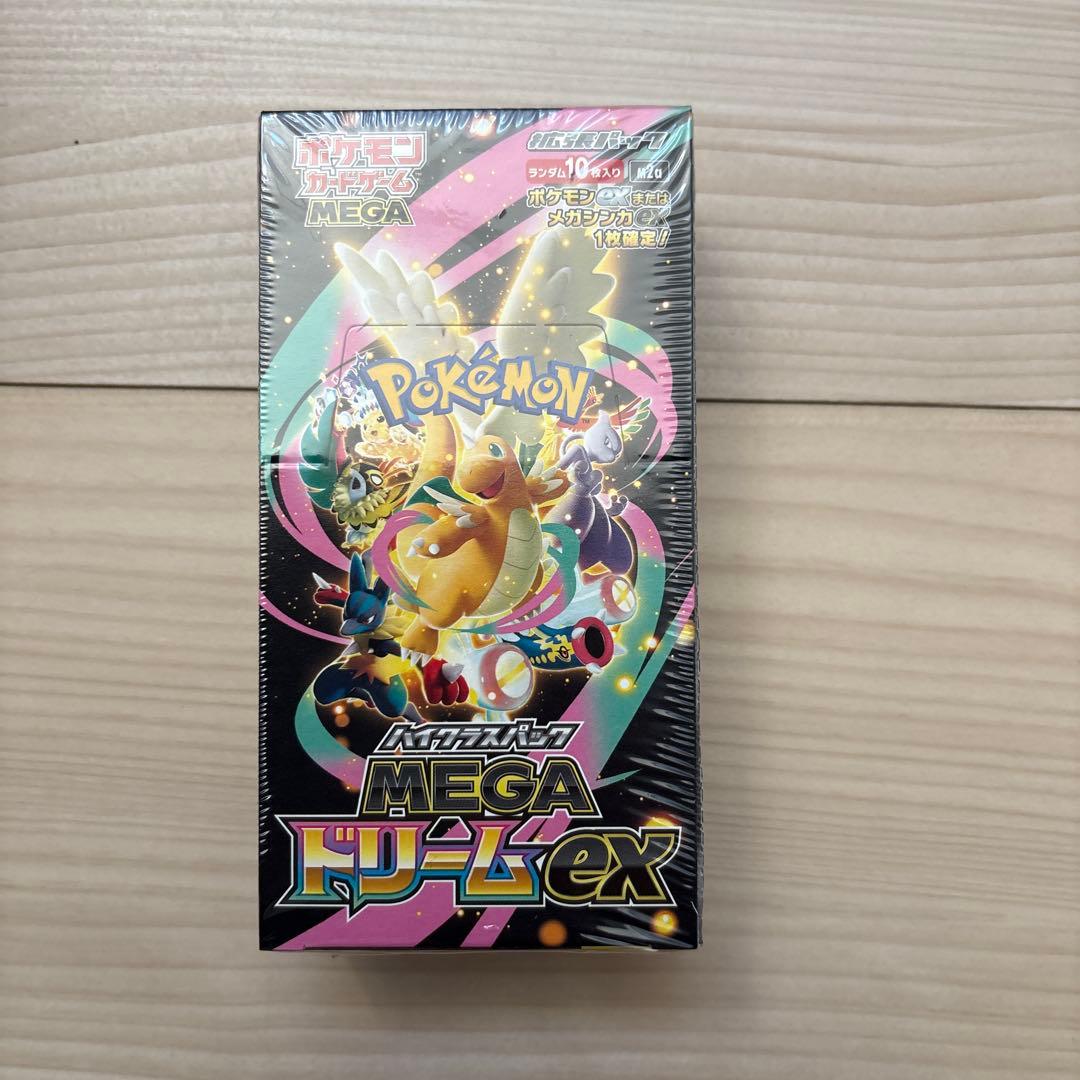 ポケモン
カードゲーム
MEGA
拡張パック
ランダム10枚入り M2a
ポケモンexまたは
メガシンカex
1枚確定!
POKéMON
TM
ハイクラスパック
MEGA
ドリームex